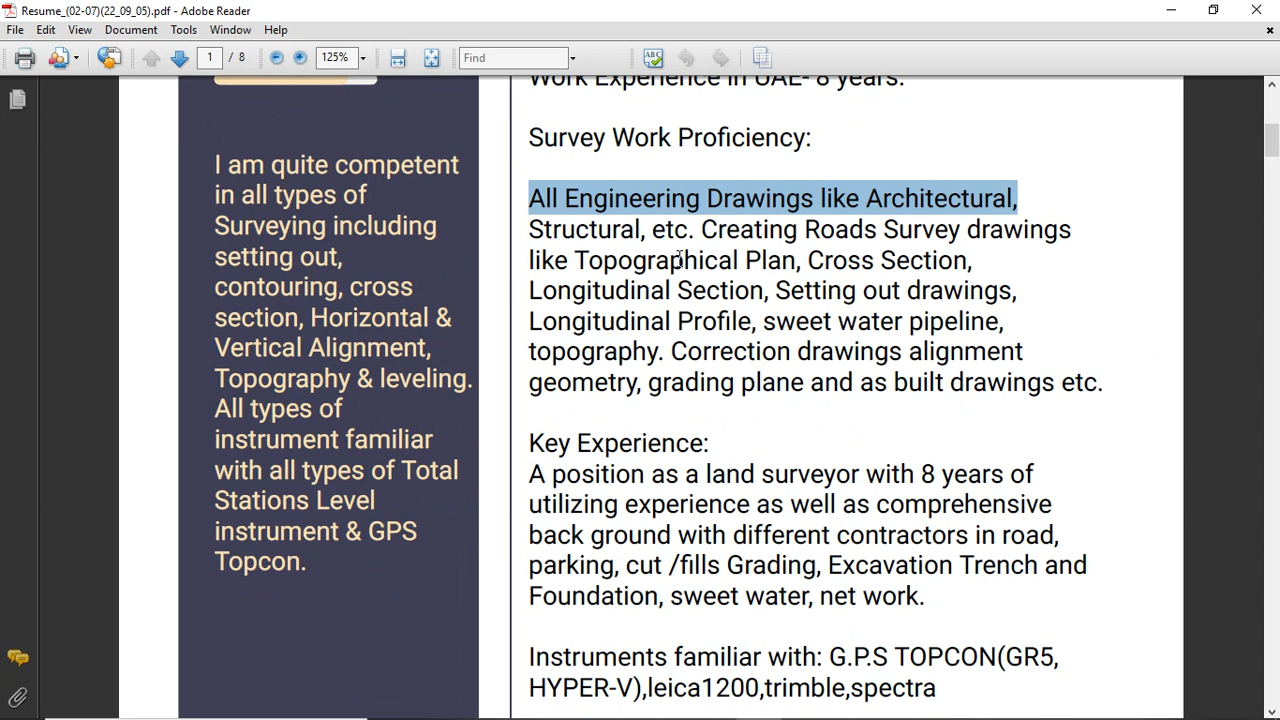 Resume_(02-07)(22_09_05).pdf - Adobe Reader
File Edit View Document Tools Window Help
1 / 8 125% Find
I am quite competent
in all types of
Surveying including
setting out,
contouring, cross
section, Horizontal &
Vertical Alignment,
Topography & leveling.
All types of
instrument familiar
with all types of Total
Stations Level
instrument & GPS
Topcon.
Work Experience in UAE- 8 years.
Survey Work Proficiency:
All Engineering Drawings like Architectural,
Structural, etc. Creating Roads Survey drawings
like Topographical Plan, Cross Section,
Longitudinal Section, Setting out drawings,
Longitudinal Profile, sweet water pipeline,
topography. Correction drawings alignment
geometry, grading plane and as built drawings etc.
Key Experience:
A position as a land surveyor with 8 years of
utilizing experience as well as comprehensive
back ground with different contractors in road,
parking, cut /fills Grading, Excavation Trench and
Foundation, sweet water, net work.
Instruments familiar with: G.P.S TOPCON(GR5,
HYPER-V),leica1200,trimble,spectra